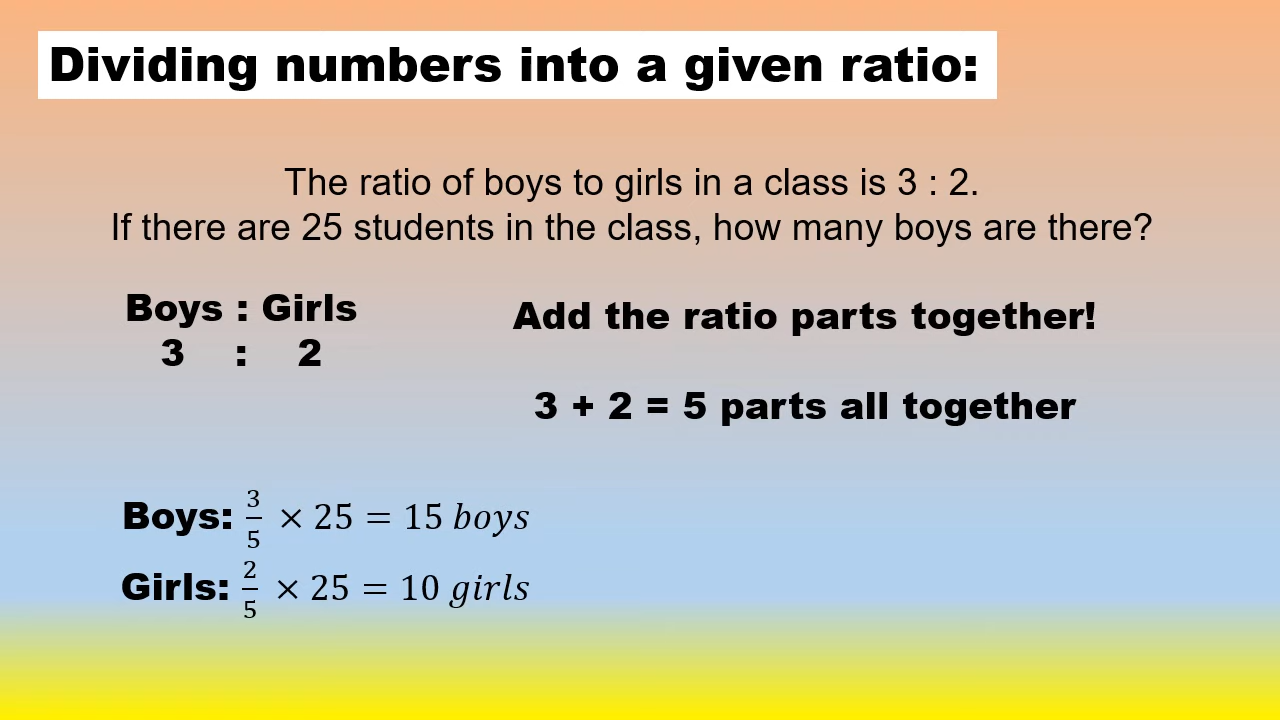 Dividing numbers into a given ratio:
The ratio of boys to girls in a class is 3 : 2.
If there are 25 students in the class, how many boys are there?
Boys : Girls
3 : 2
Add the ratio parts together!
3 + 2 = 5 parts all together
Boys: 3/5 × 25 = 15 boys
Girls: 2/5 × 25 = 10 girls